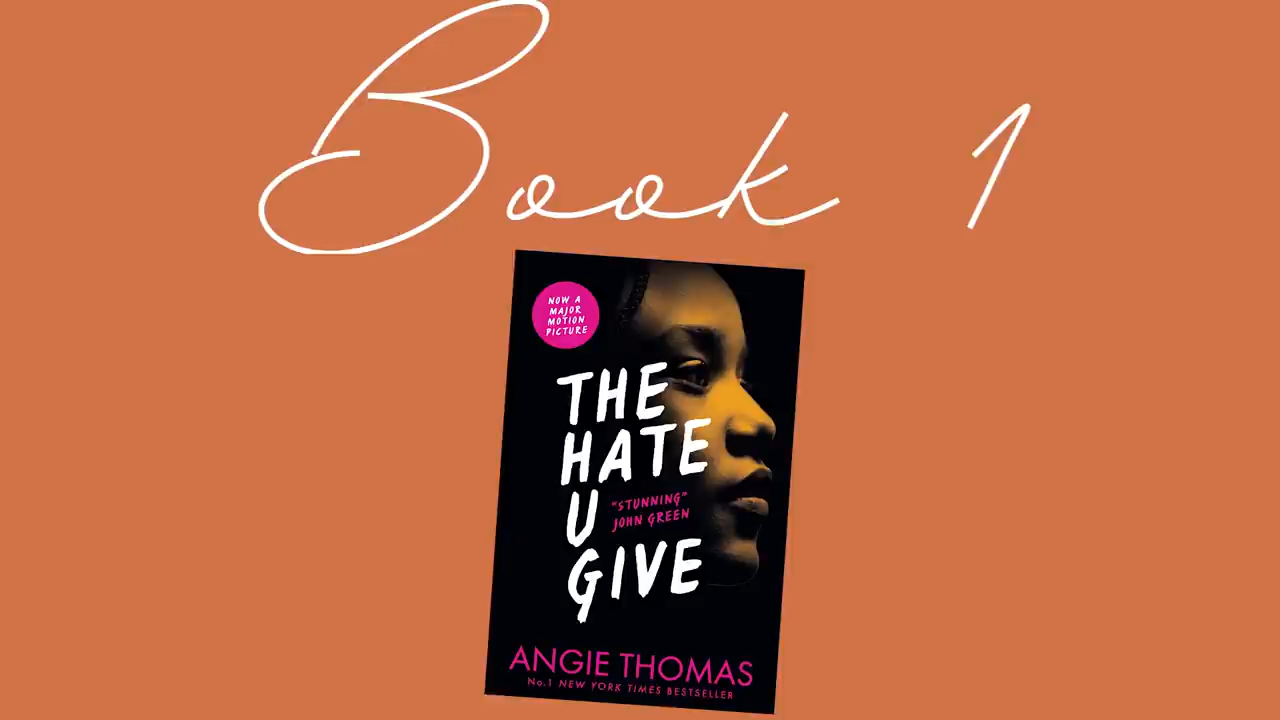 Book 1
NOW A
MAJOR
MOTION
PICTURE
THE
HATE
U
"STUNNING"
JOHN GREEN
GIVE
ANGIE THOMAS
No.1 NEW YORK TIMES BESTSELLER